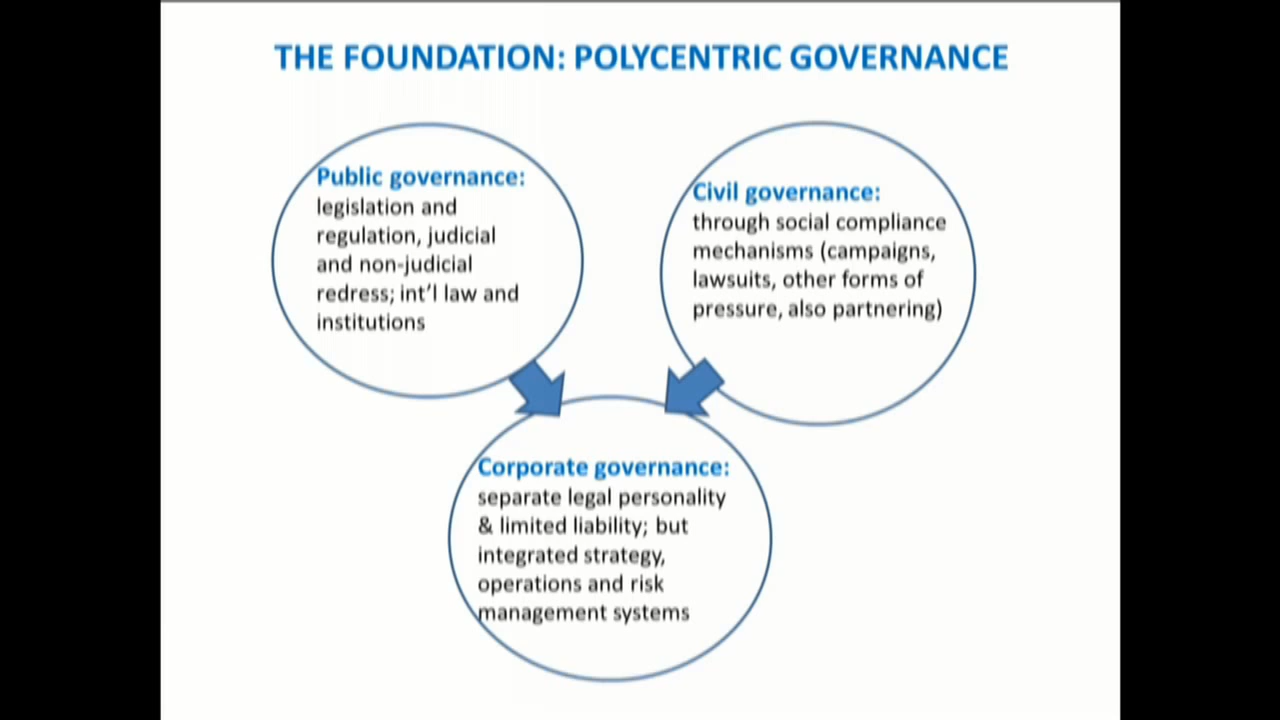 THE FOUNDATION: POLYCENTRIC GOVERNANCE
Public governance:
legislation and
regulation, judicial
and non-judicial
redress; int'l law and
institutions
Civil governance:
through social compliance
mechanisms (campaigns,
lawsuits, other forms of
pressure, also partnering)
Corporate governance:
separate legal personality
& limited liability; but
integrated strategy,
operations and risk
management systems